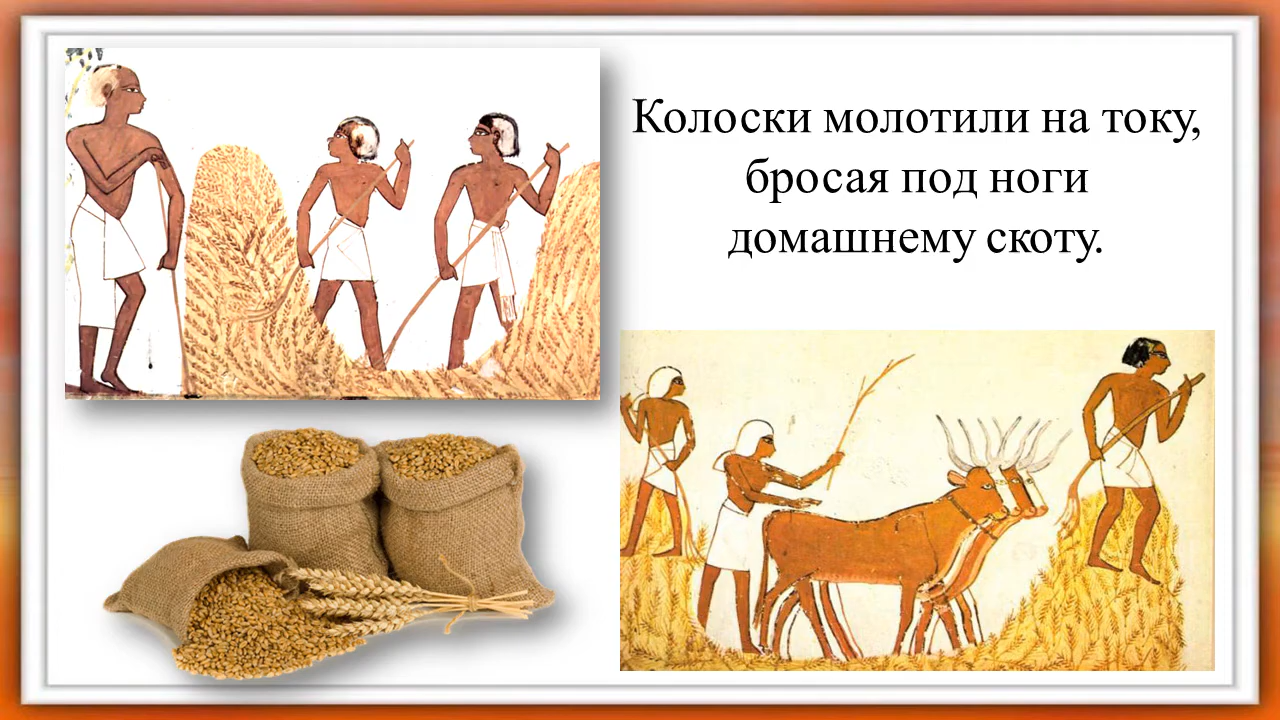 Колоски молотили на току,
бросая под ноги
домашнему скоту.